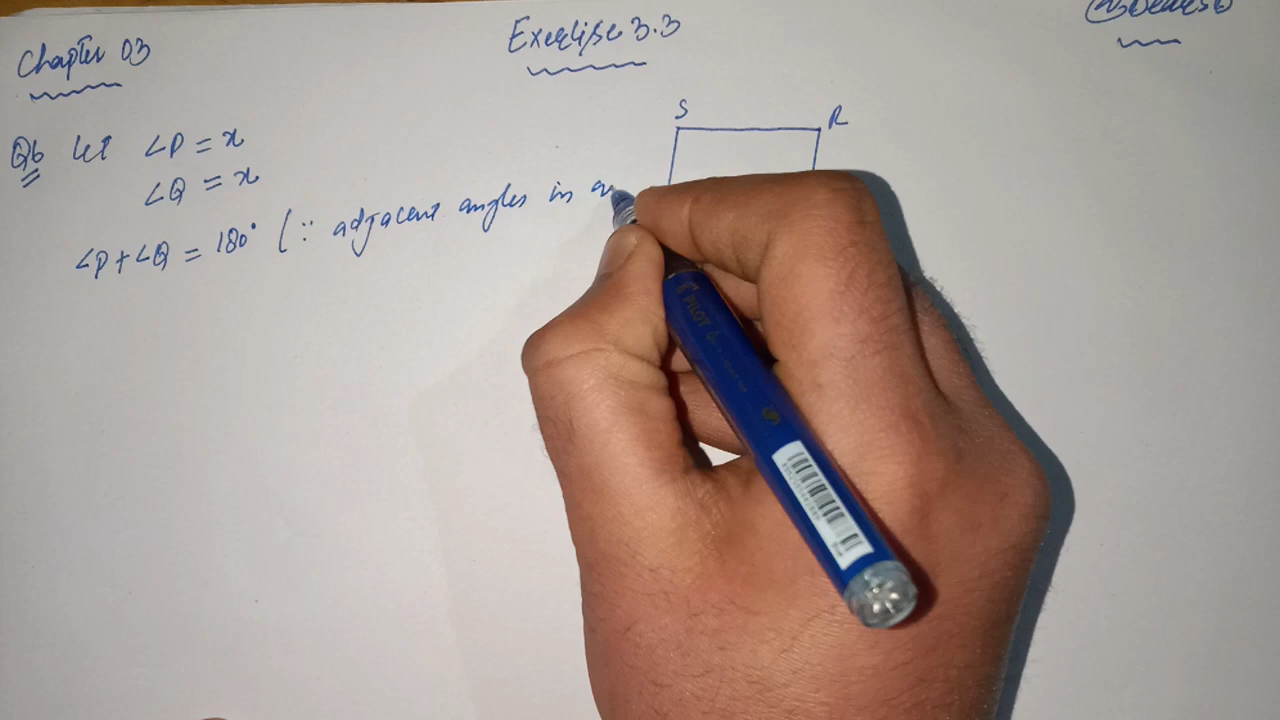 Chapter 03
Exercise 3.3
Q6 let ∠P = x
∠Q = x
∠P+∠Q = 180° (∵ adjacent angles in
S
R
PILOT